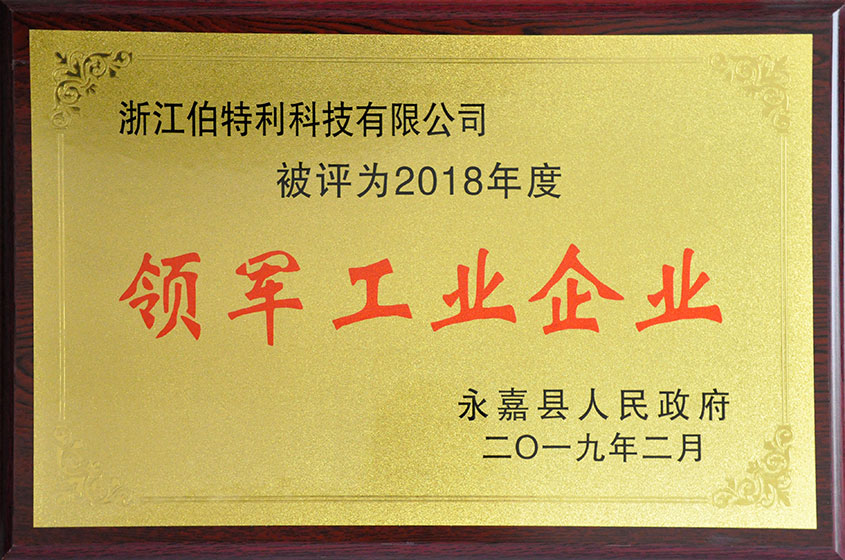 浙江伯特利科技有限公司
被评为2018年度
领军工业企业
永嘉县人民政府
二〇一九年二月